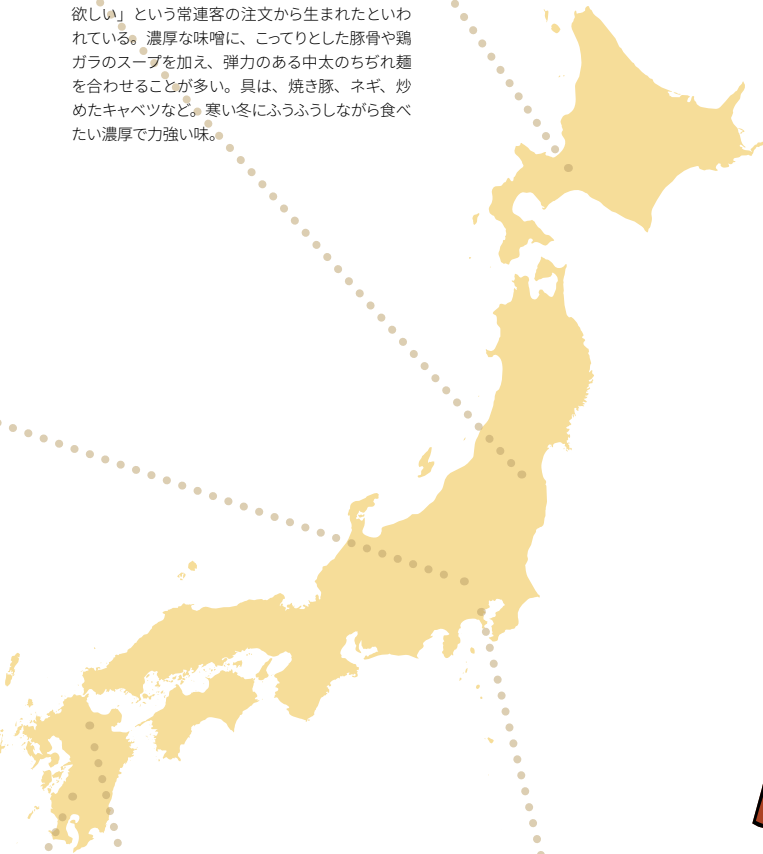 欲しい」という常連客の注文から生まれたといわ
れている。濃厚な味噌に、こってりとした豚骨や鶏
ガラのスープを加え、弾力のある中太のちぢれ麺
を合わせることが多い。具は、焼き豚、ネギ、炒
めたキャベツなど。寒い冬にふうふうしながら食べ
たい濃厚で力強い味。